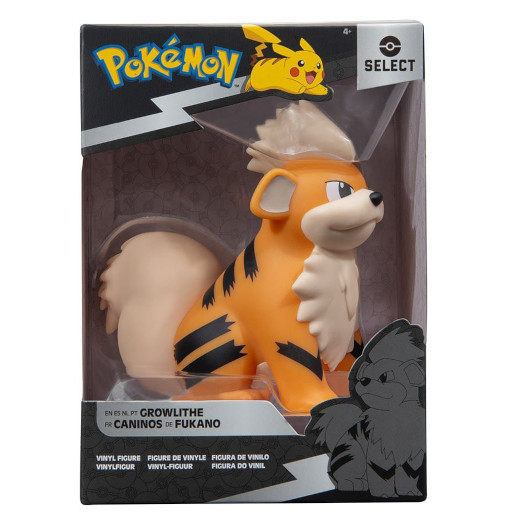 POKéMON
™
4+
SELECT
EN ES NL PT GROWLITHE
FR CANINOS DE FUKANO
VINYL FIGURE FIGURE DE VINYLE FIGURA DE VINILO
VINYLFIGUR VINYL-FIGUUR FIGURA DO VINIL